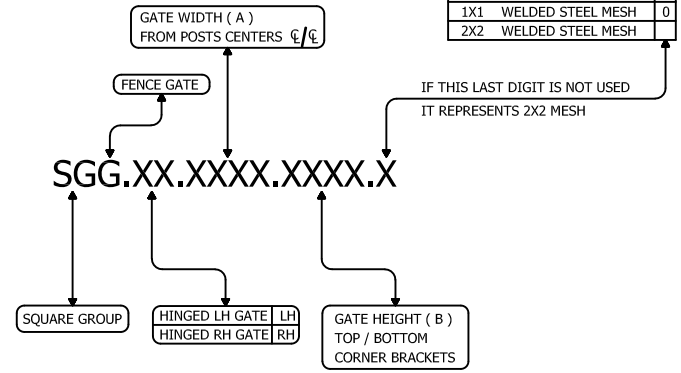 GATE WIDTH ( A )
FROM POSTS CENTERS ℄/℄
1X1 WELDED STEEL MESH 0
2X2 WELDED STEEL MESH
FENCE GATE
IF THIS LAST DIGIT IS NOT USED
IT REPRESENTS 2X2 MESH
SGG.XX.XXXX.XXXX.X
SQUARE GROUP
HINGED LH GATE LH
HINGED RH GATE RH
GATE HEIGHT ( B )
TOP / BOTTOM
CORNER BRACKETS